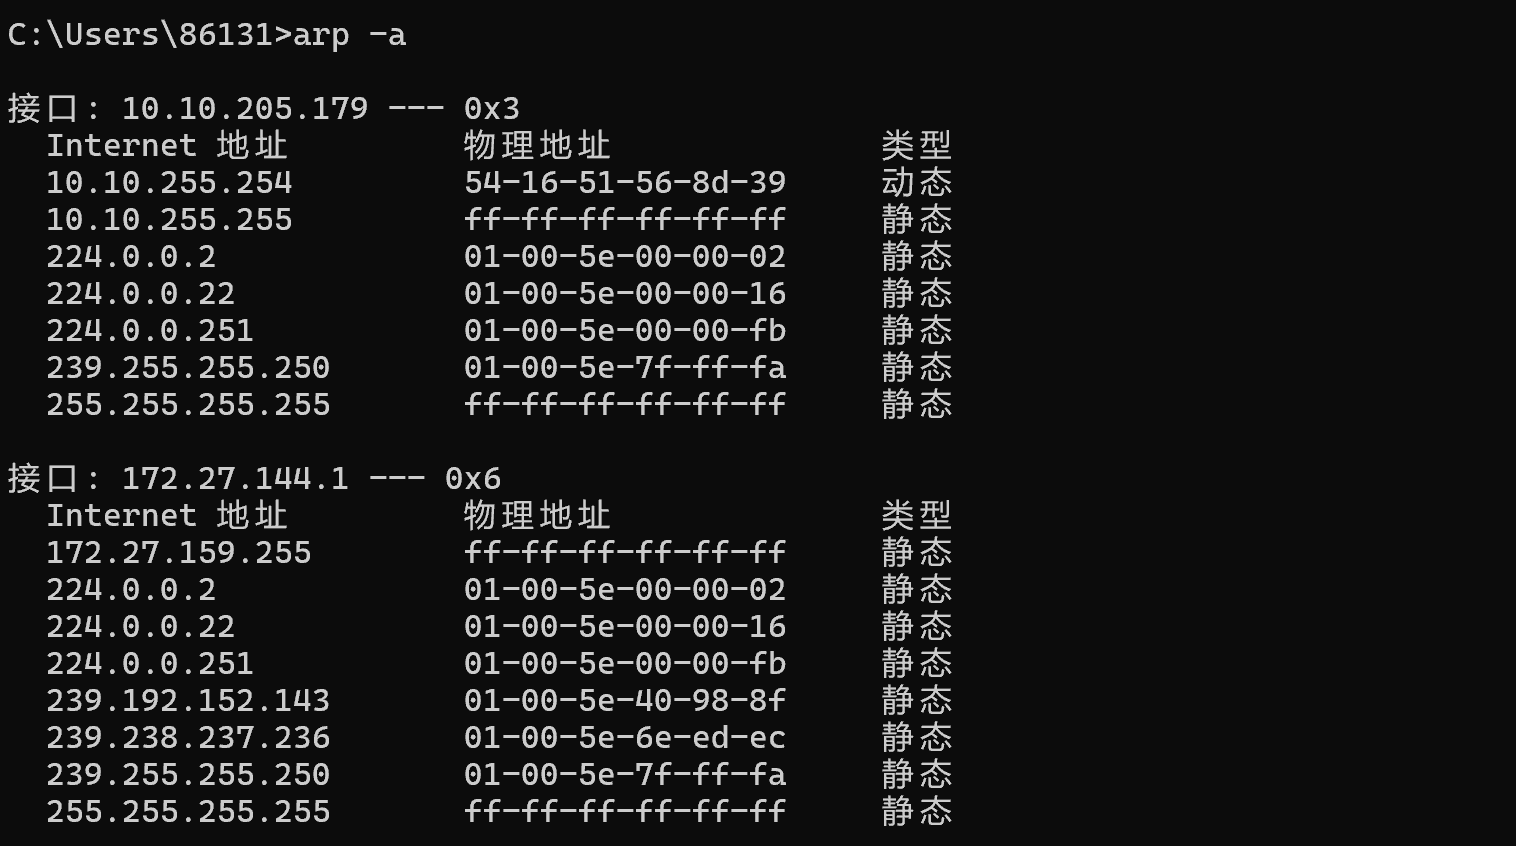 C:\Users\86131>arp -a
接口: 10.10.205.179 --- 0x3
Internet 地址 物理地址 类型
10.10.255.254 54-16-51-56-8d-39 动态
10.10.255.255 ff-ff-ff-ff-ff-ff 静态
224.0.0.2 01-00-5e-00-00-02 静态
224.0.0.22 01-00-5e-00-00-16 静态
224.0.0.251 01-00-5e-00-00-fb 静态
239.255.255.250 01-00-5e-7f-ff-fa 静态
255.255.255.255 ff-ff-ff-ff-ff-ff 静态
接口: 172.27.144.1 --- 0x6
Internet 地址 物理地址 类型
172.27.159.255 ff-ff-ff-ff-ff-ff 静态
224.0.0.2 01-00-5e-00-00-02 静态
224.0.0.22 01-00-5e-00-00-16 静态
224.0.0.251 01-00-5e-00-00-fb 静态
239.192.152.143 01-00-5e-40-98-8f 静态
239.238.237.236 01-00-5e-6e-ed-ec 静态
239.255.255.250 01-00-5e-7f-ff-fa 静态
255.255.255.255 ff-ff-ff-ff-ff-ff 静态